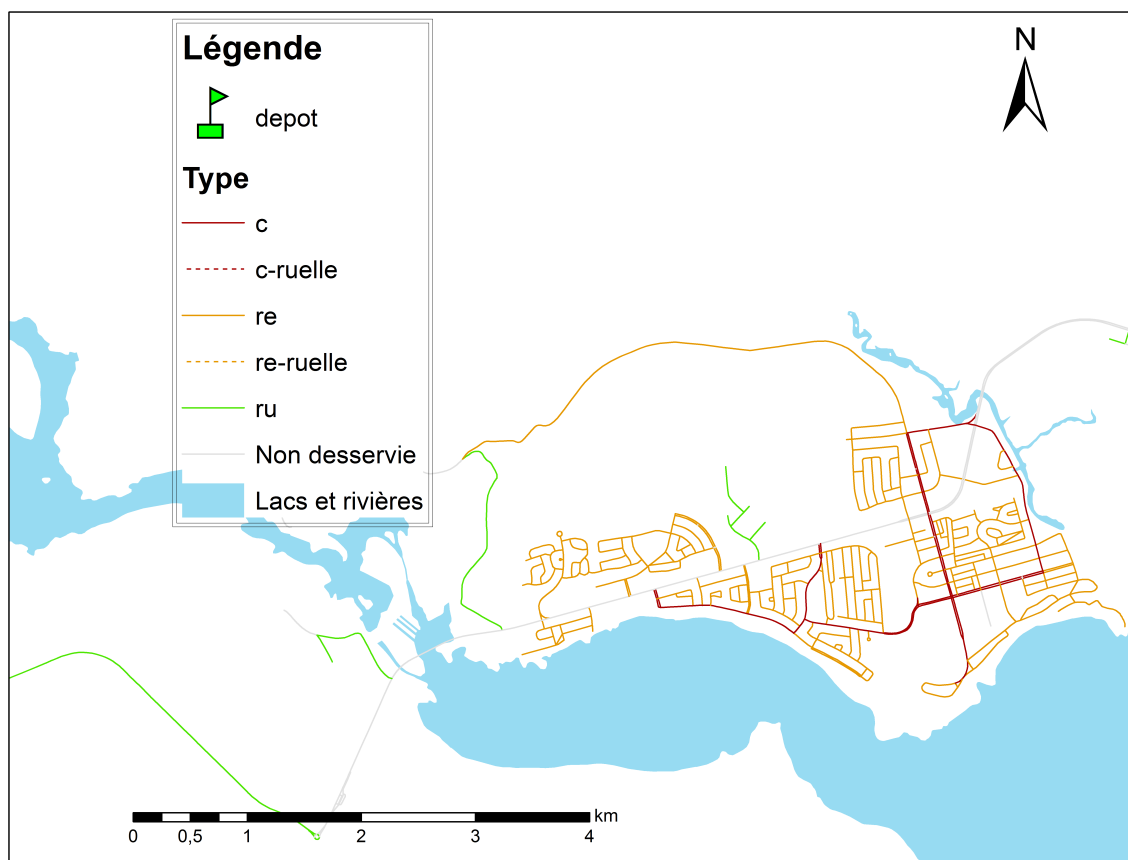 Légende
depot
Type
c
c-ruelle
re
re-ruelle
ru
Non desservie
Lacs et rivières
N
km
0 0,5 1 2 3 4